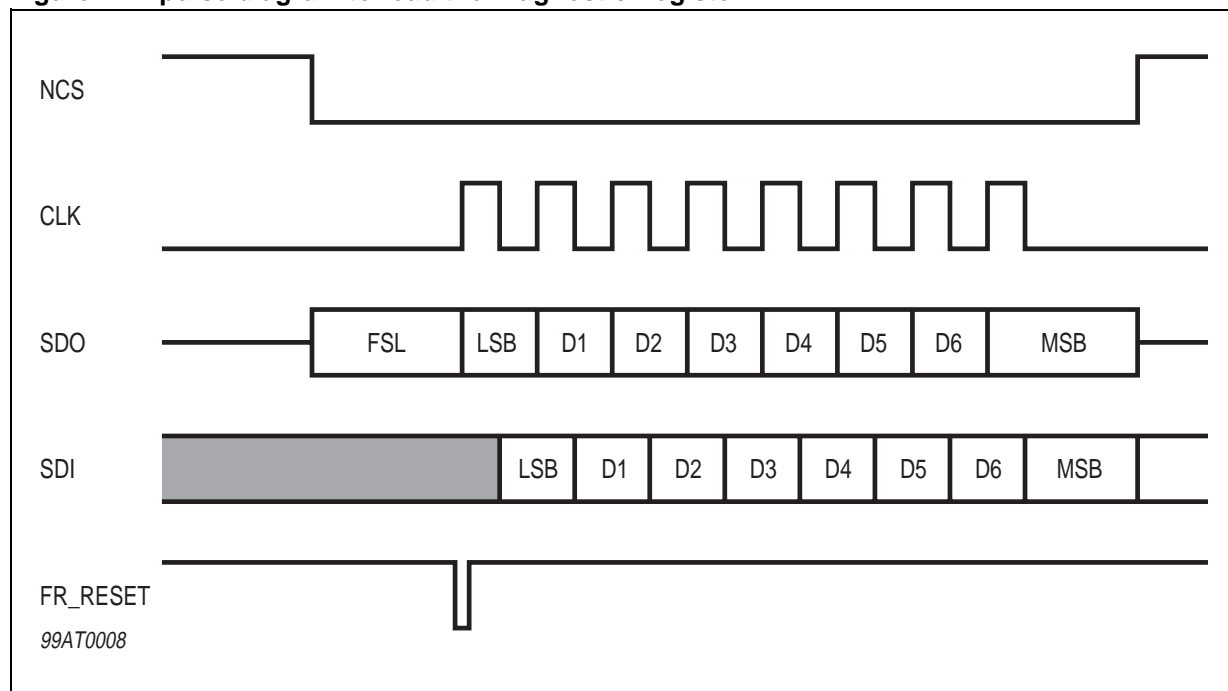 NCS
CLK
SDO FSL LSB D1 D2 D3 D4 D5 D6 MSB
SDI LSB D1 D2 D3 D4 D5 D6 MSB
FR_RESET
99AT0008